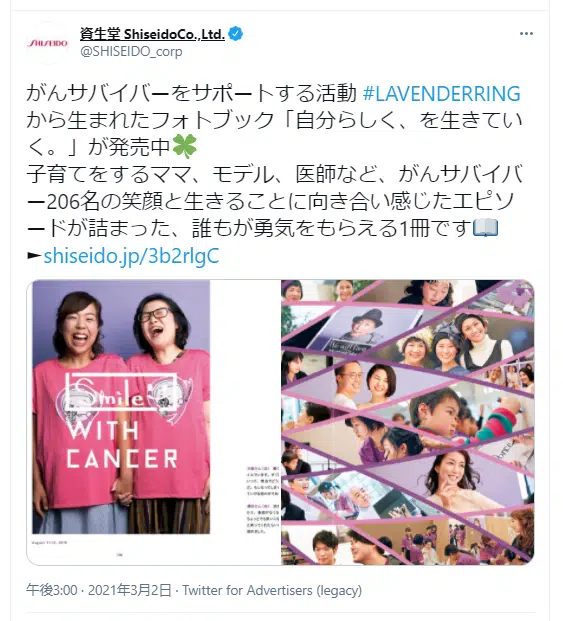 SHISEIDO
資生堂 ShiseidoCo.,Ltd.
@SHISEIDO_corp
がんサバイバーをサポートする活動 #LAVENDERRING
から生まれたフォトブック「自分らしく、を生きてい
く。」が発売中🍀
子育てをするママ、モデル、医師など、がんサバイ
バー206名の笑顔と生きることに向き合い感じたエピソ
ードが詰まった、誰もが勇気をもらえる1冊です📖
►shiseido.jp/3b2rlgC
Smile
WITH
CANCER
午後3:00 · 2021年3月2日 · Twitter for Advertisers (legacy)